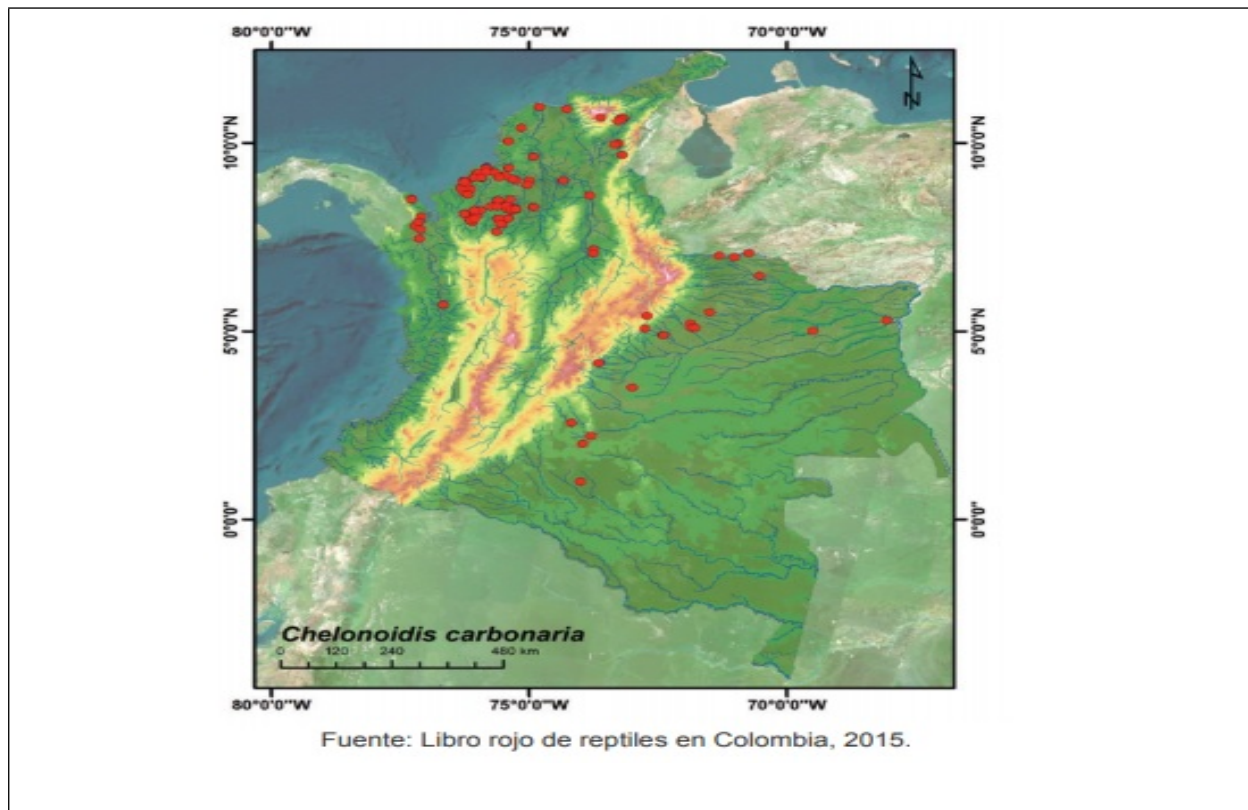 80°0'0"W 75°0'0"W 70°0'0"W
N
10°0'0"N 10°0'0"N
5°0'0"N 5°0'0"N
0°0'0" 0°0'0"
Chelonoidis carbonaria
0 120 240 480 km
80°0'0"W 75°0'0"W 70°0'0"W
Fuente: Libro rojo de reptiles en Colombia, 2015.